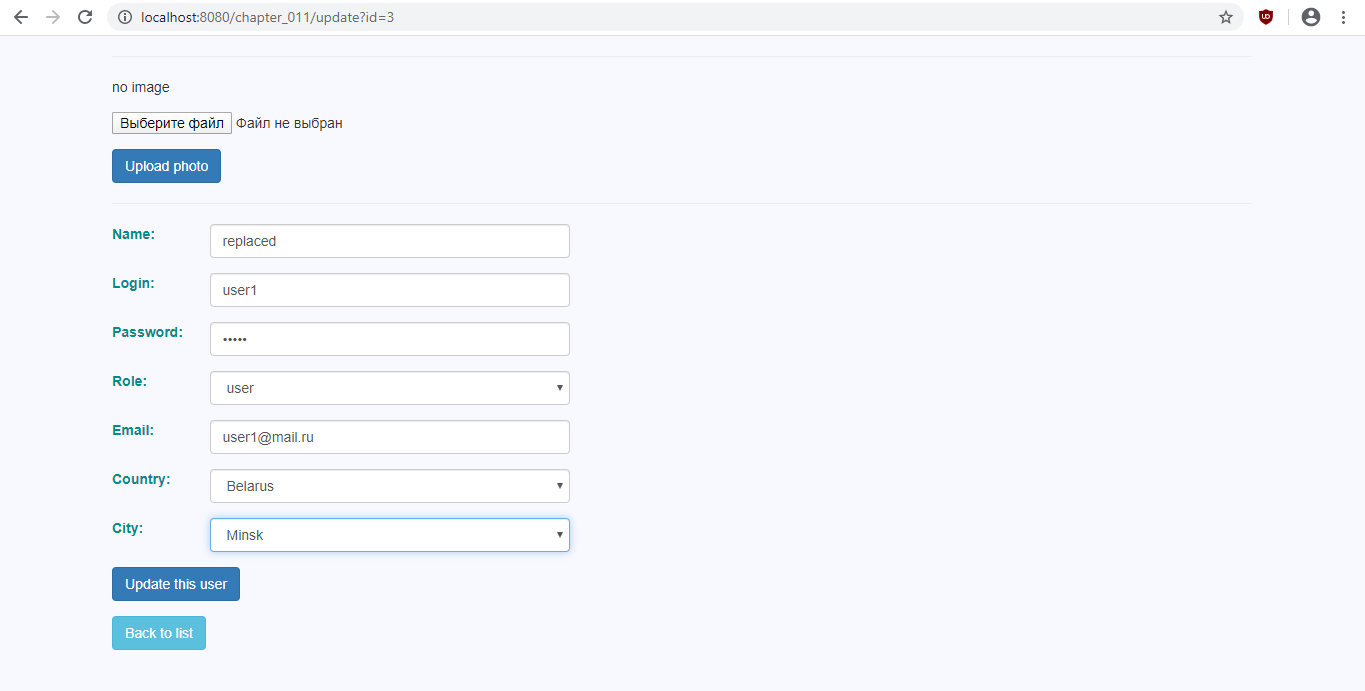 localhost:8080/chapter_011/update?id=3
no image
Выберите файл Файл не выбран
Upload photo
Name: replaced
Login: user1
Password: •••••
Role: user
Email: user1@mail.ru
Country: Belarus
City: Minsk
Update this user
Back to list